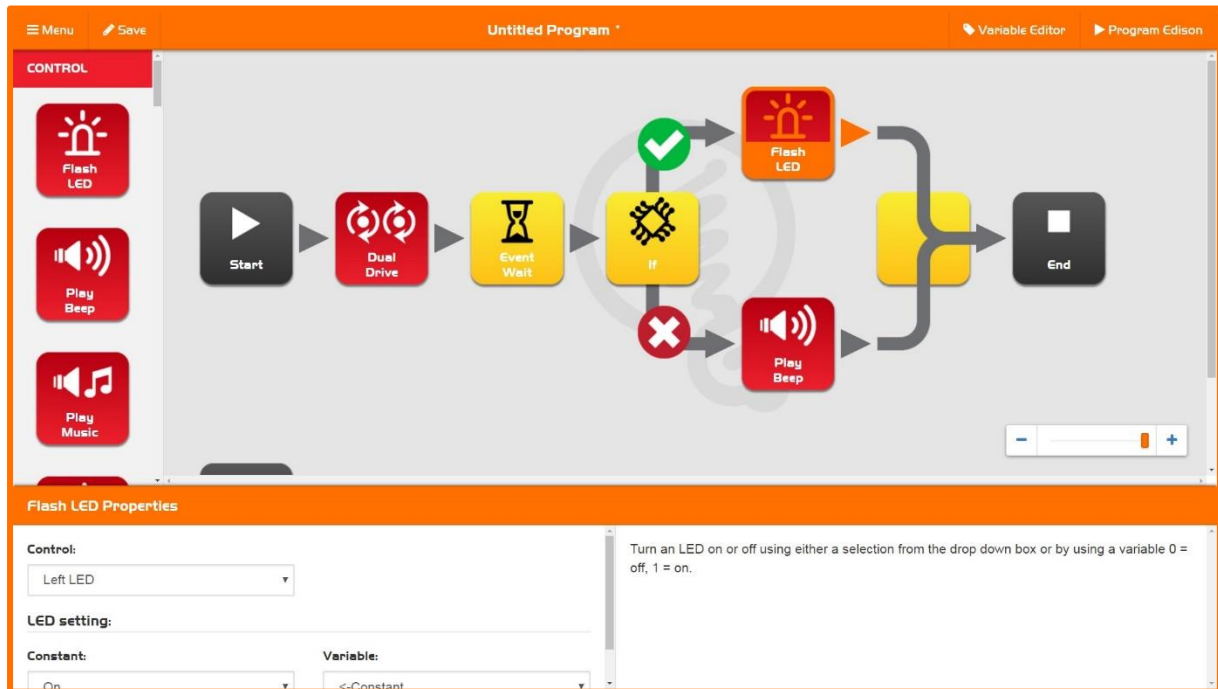 Menu
Save
Untitled Program *
Variable Editor
Program Edison
CONTROL
Flash
LED
Play
Beep
Play
Music
Start
Dual
Drive
Event
Wait
If
Flash
LED
Play
Beep
End
Flash LED Properties
Control:
Left LED
LED setting:
Constant:
On
Variable:
<-Constant
Turn an LED on or off using either a selection from the drop down box or by using a variable 0 =
off, 1 = on.